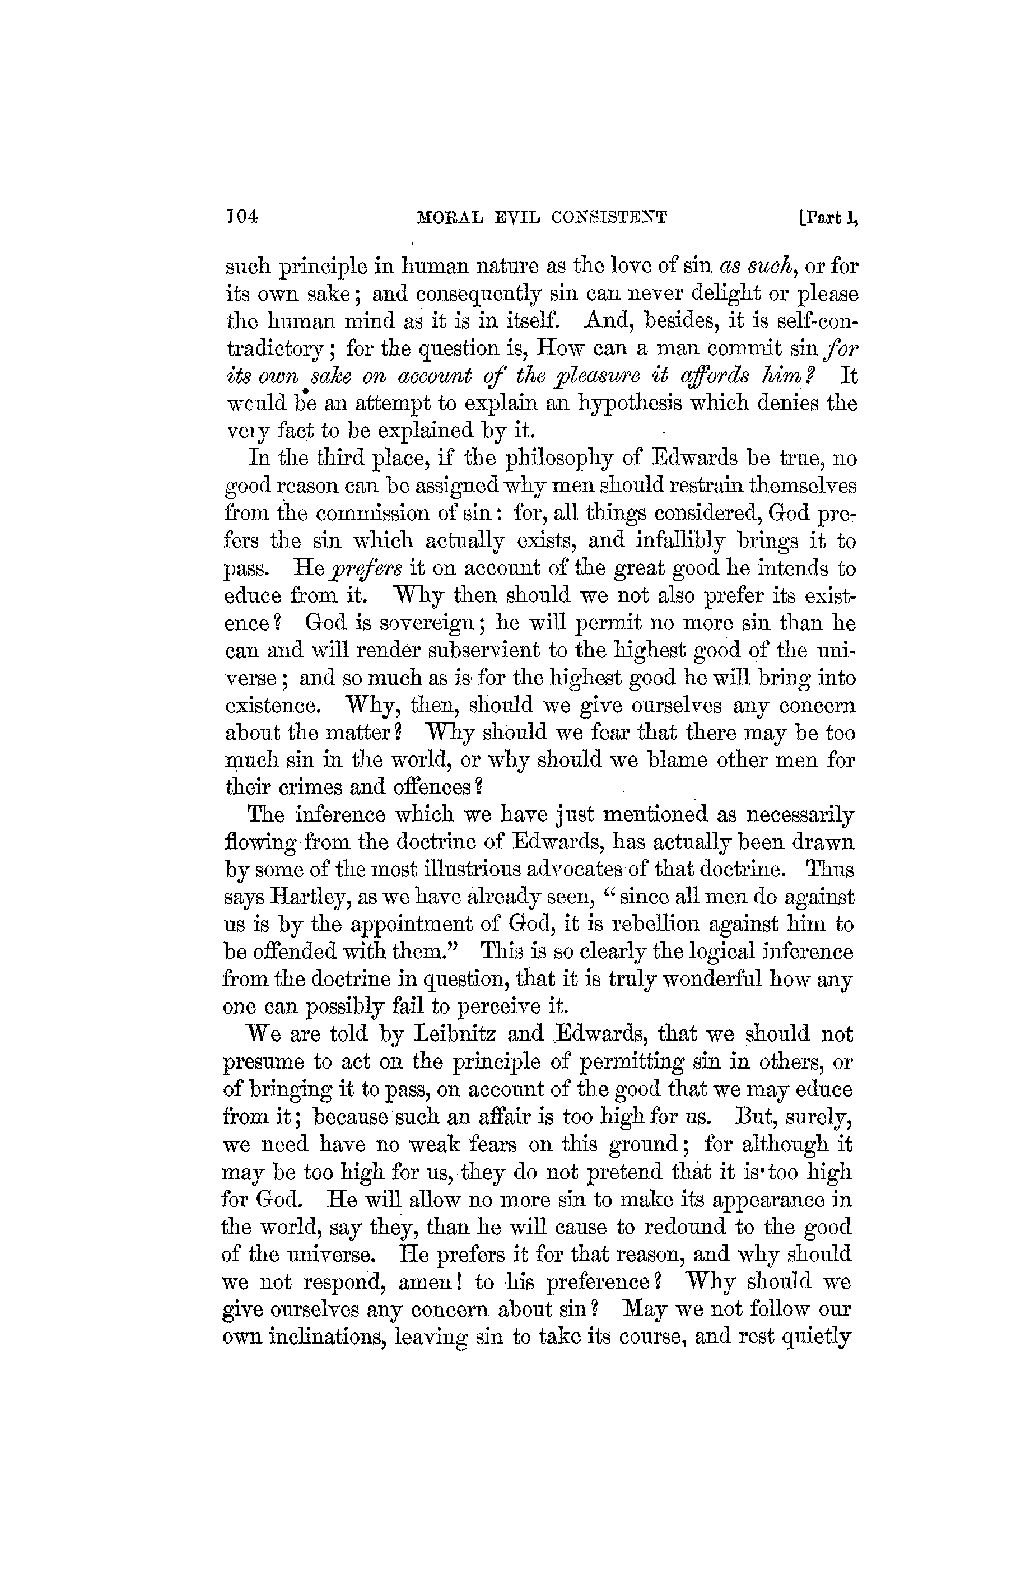 104 MORAL EVIL CONSISTENT [Part I,
such principle in human nature as the love of sin as such, or for
its own sake; and consequently sin can never delight or please
the human mind as it is in itself. And, besides, it is self-con-
tradictory; for the question is, How can a man commit sin for
its own sake on account of the pleasure it affords him? It
would be an attempt to explain an hypothesis which denies the
very fact to be explained by it.
In the third place, if the philosophy of Edwards be true, no
good reason can be assigned why men should restrain themselves
from the commission of sin: for, all things considered, God pre-
fers the sin which actually exists, and infallibly brings it to
pass. He prefers it on account of the great good he intends to
educe from it. Why then should we not also prefer its exist-
ence? God is sovereign; he will permit no more sin than he
can and will render subservient to the highest good of the uni-
verse; and so much as is for the highest good he will bring into
existence. Why, then, should we give ourselves any concern
about the matter? Why should we fear that there may be too
much sin in the world, or why should we blame other men for
their crimes and offences?
The inference which we have just mentioned as necessarily
flowing from the doctrine of Edwards, has actually been drawn
by some of the most illustrious advocates of that doctrine. Thus
says Hartley, as we have already seen, "since all men do against
us is by the appointment of God, it is rebellion against him to
be offended with them." This is so clearly the logical inference
from the doctrine in question, that it is truly wonderful how any
one can possibly fail to perceive it.
We are told by Leibnitz and Edwards, that we should not
presume to act on the principle of permitting sin in others, or
of bringing it to pass, on account of the good that we may educe
from it; because such an affair is too high for us. But, surely,
we need have no weak fears on this ground; for although it
may be too high for us, they do not pretend that it is too high
for God. He will allow no more sin to make its appearance in
the world, say they, than he will cause to redound to the good
of the universe. He prefers it for that reason, and why should
we not respond, amen! to his preference? Why should we
give ourselves any concern about sin? May we not follow our
own inclinations, leaving sin to take its course, and rest quietly